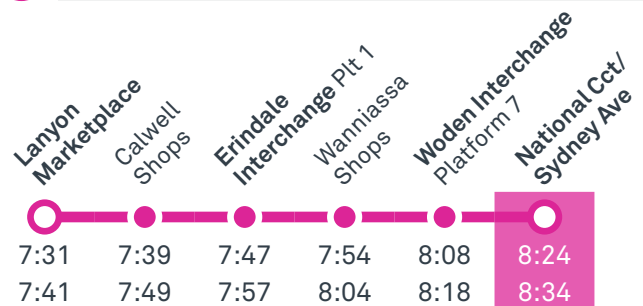 Lanyon
Marketplace
Calwell
Shops
Erindale
Interchange Plt 1
Wanniassa
Shops
Woden Interchange
Platform 7
National Cct/
Sydney Ave
7:31 7:39 7:47 7:54 8:08 8:24
7:41 7:49 7:57 8:04 8:18 8:34